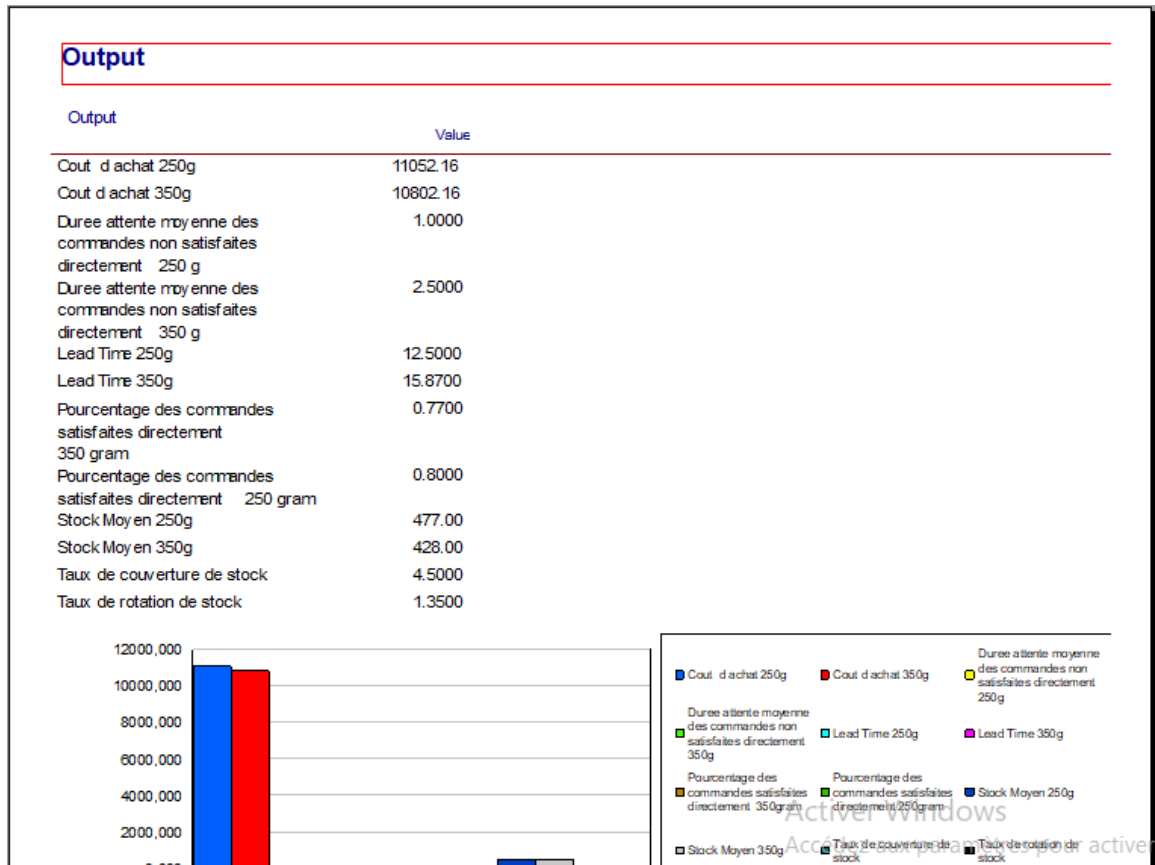 Output
Output
Value
Cout d achat 250g 11052.16
Cout d achat 350g 10802.16
Duree attente moyenne des 1.0000
commandes non satisfaites
directement 250 g
Duree attente moyenne des 2.5000
commandes non satisfaites
directement 350 g
Lead Time 250g 12.5000
Lead Time 350g 15.8700
Pourcentage des commandes 0.7700
satisfaites directement
350 gram
Pourcentage des commandes 0.8000
satisfaites directement 250 gram
Stock Moyen 250g 477.00
Stock Moyen 350g 428.00
Taux de couverture de stock 4.5000
Taux de rotation de stock 1.3500
12000,000
10000,000
8000,000
6000,000
4000,000
2000,000
Cout d achat 250g
Cout d achat 350g
Duree attente moyenne
des commandes non
satisfaites directement
250g
Duree attente moyenne
des commandes non
satisfaites directement
350g
Lead Time 250g
Lead Time 350g
Pourcentage des
commandes satisfaites
directement 350gram
Pourcentage des
commandes satisfaites
directement 250gram
Stock Moyen 250g
Stock Moyen 350g
Taux de couverture de
stock
Taux de rotation de
stock
Activer Windows
Accédez aux paramètres pour activer